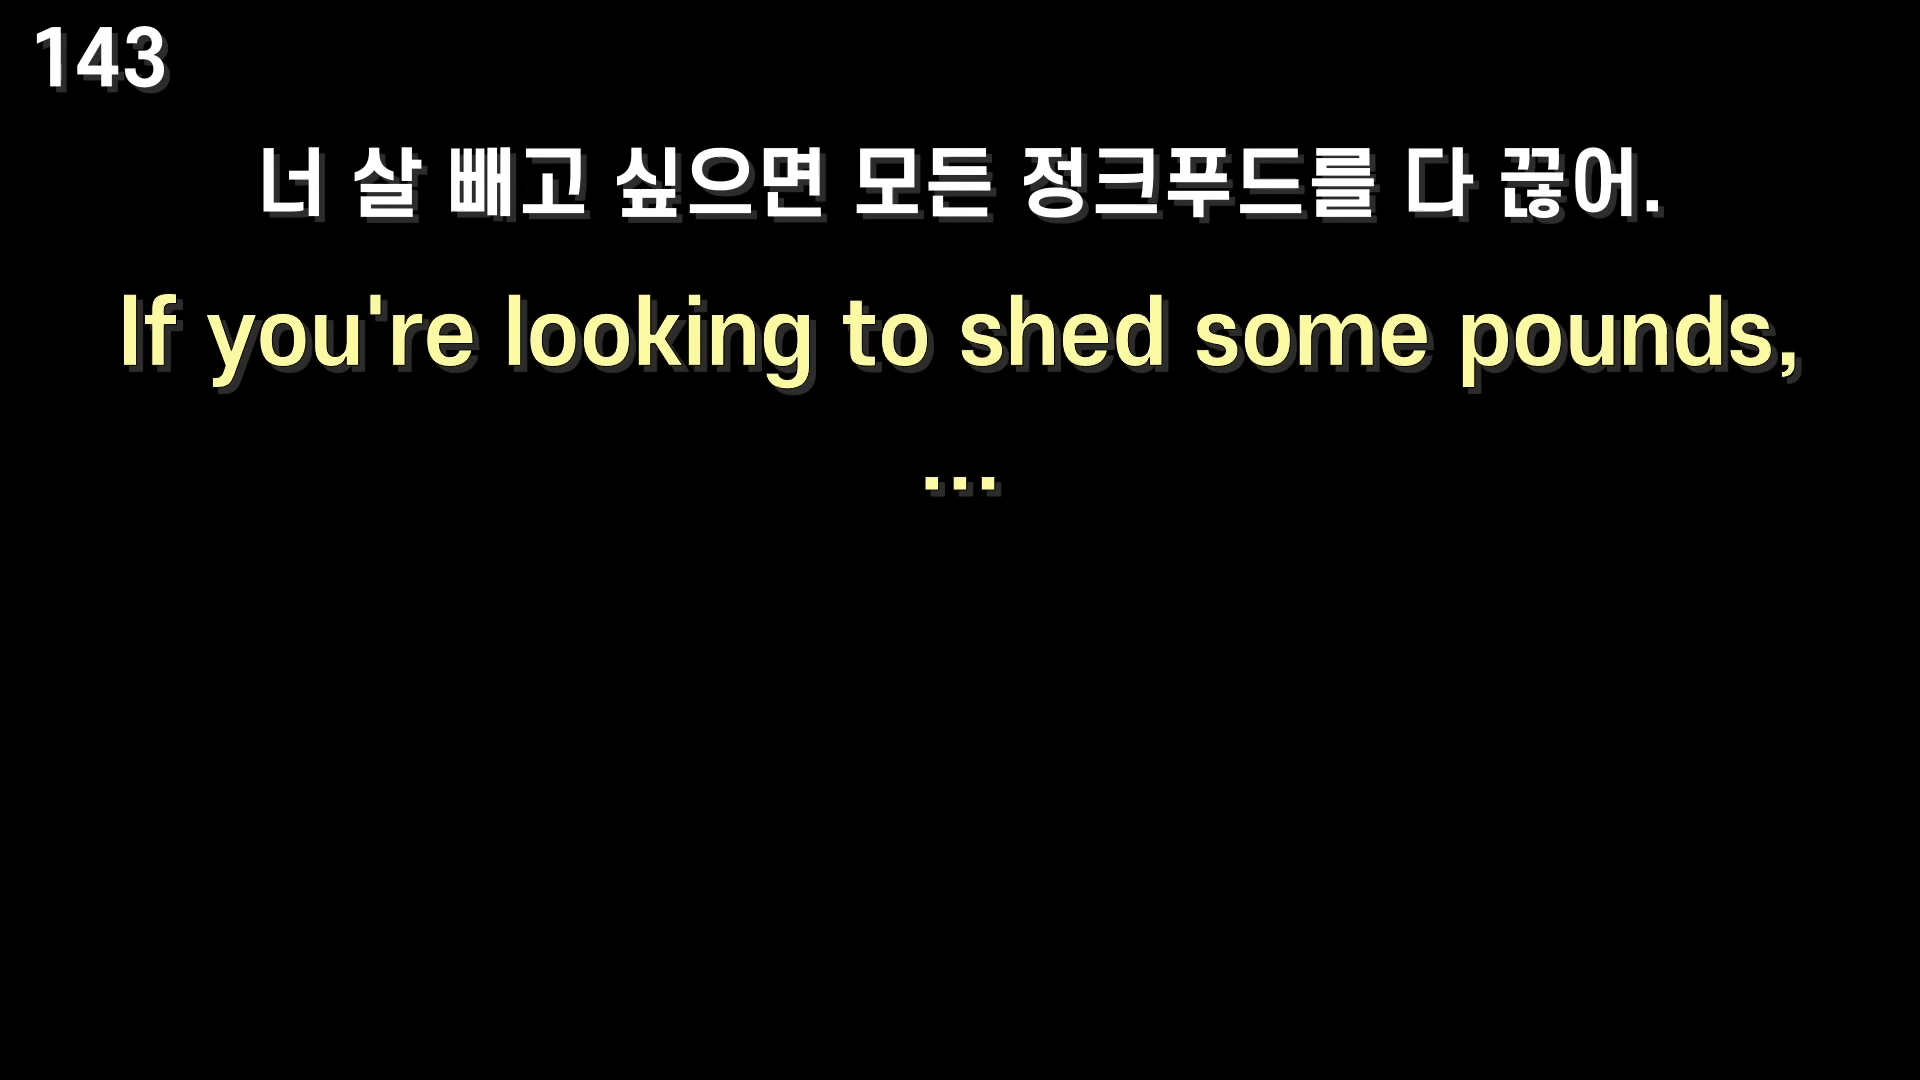 143
너 살 빼고 싶으면 모든 정크푸드를 다 끊어.
If you're looking to shed some pounds,
...